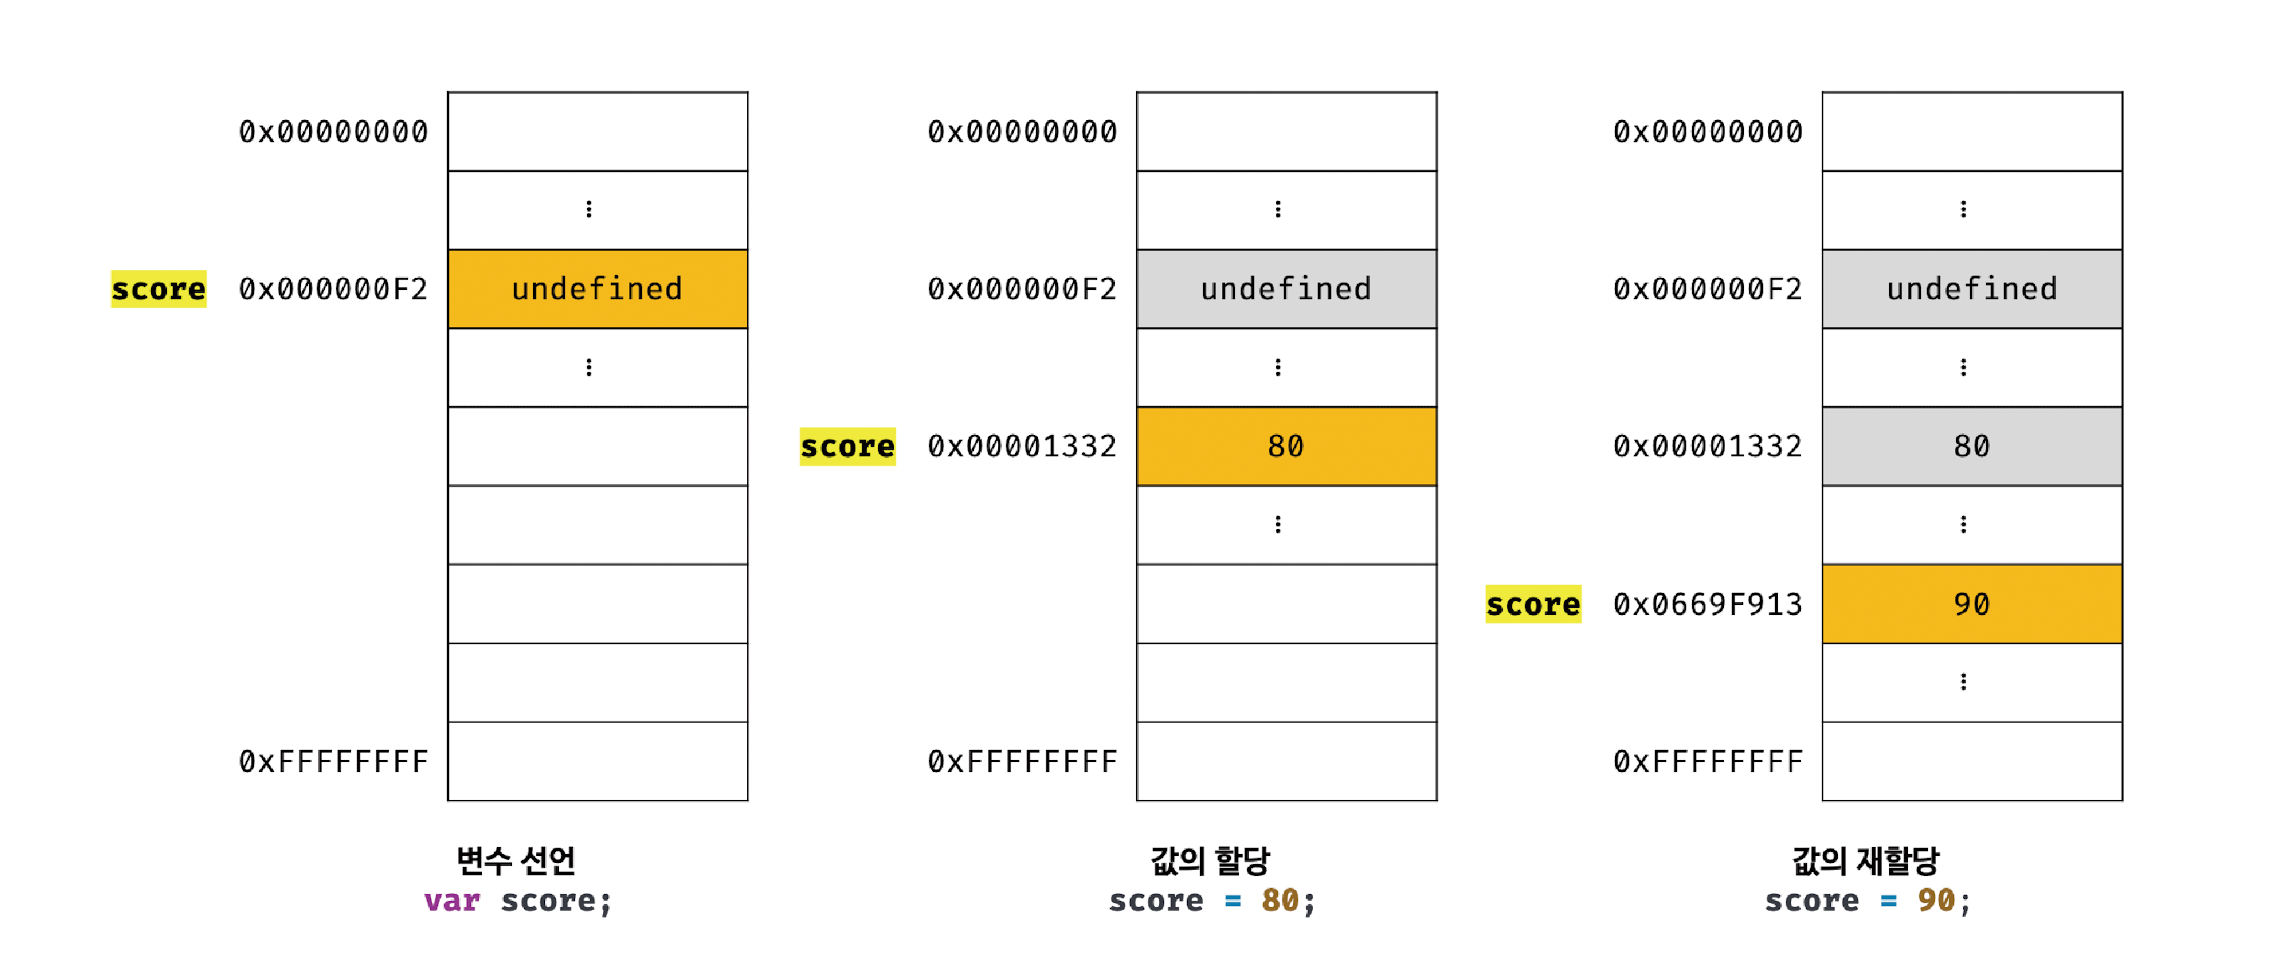 0x00000000
⋮
score 0x000000F2 undefined
⋮
0xFFFFFFFF
변수 선언
var score;
0x00000000
⋮
0x000000F2 undefined
⋮
score 0x00001332 80
⋮
0xFFFFFFFF
값의 할당
score = 80;
0x00000000
⋮
0x000000F2 undefined
⋮
0x00001332 80
⋮
score 0x0669F913 90
⋮
0xFFFFFFFF
값의 재할당
score = 90;